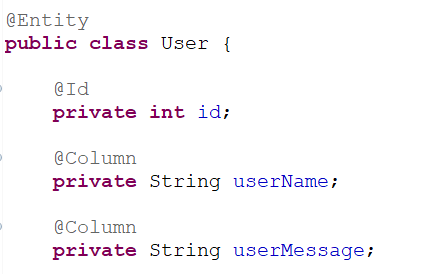 @Entity
public class User {
@Id
private int id;
@Column
private String userName;
@Column
private String userMessage;